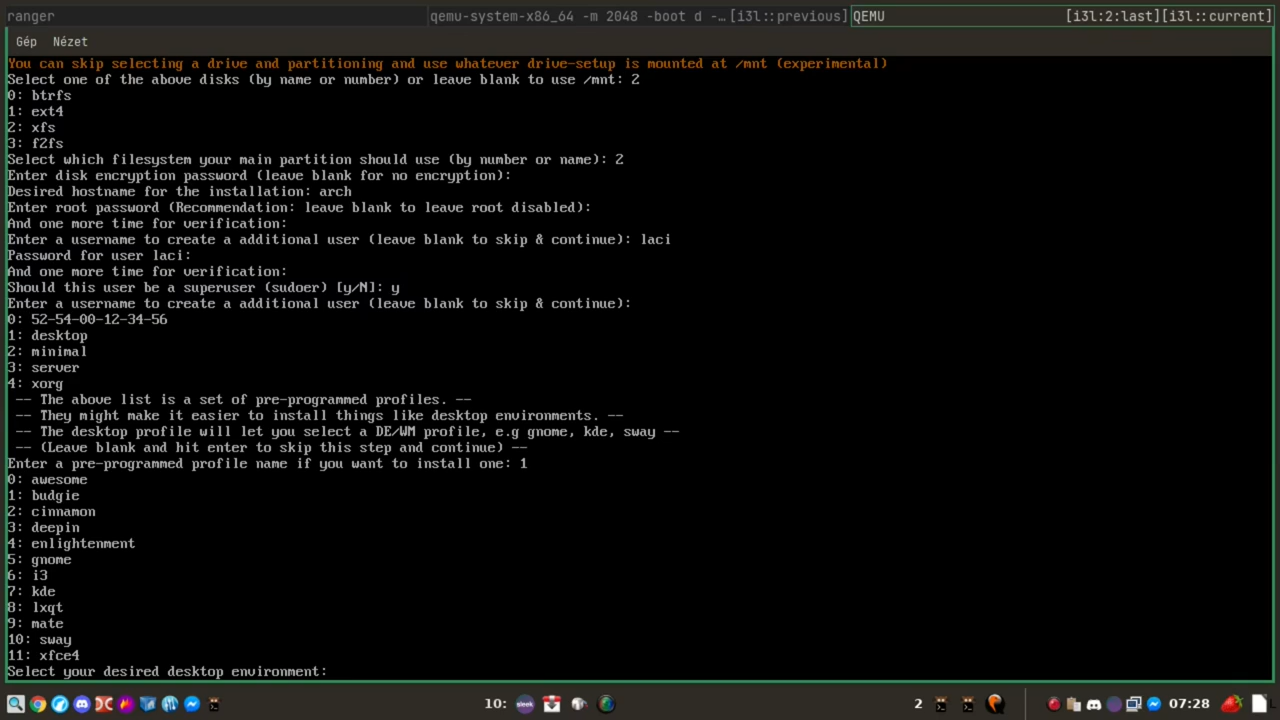 ranger
qemu-system-x86_64 -m 2048 -boot d -…[i3l::previous]
QEMU [i3l:2:last][i3l::current]
Gép Nézet
You can skip selecting a drive and partitioning and use whatever drive-setup is mounted at /mnt (experimental)
Select one of the above disks (by name or number) or leave blank to use /mnt: 2
0: btrfs
1: ext4
2: xfs
3: f2fs
Select which filesystem your main partition should use (by number or name): 2
Enter disk encryption password (leave blank for no encryption):
Desired hostname for the installation: arch
Enter root password (Recommendation: leave blank to leave root disabled):
And one more time for verification:
Enter a username to create a additional user (leave blank to skip & continue): laci
Password for user laci:
And one more time for verification:
Should this user be a superuser (sudoer) [y/N]: y
Enter a username to create a additional user (leave blank to skip & continue):
0: 52-54-00-12-34-56
1: desktop
2: minimal
3: server
4: xorg
-- The above list is a set of pre-programmed profiles. --
-- They might make it easier to install things like desktop environments. --
-- The desktop profile will let you select a DE/WM profile, e.g gnome, kde, sway --
-- (Leave blank and hit enter to skip this step and continue) --
Enter a pre-programmed profile name if you want to install one: 1
0: awesome
1: budgie
2: cinnamon
3: deepin
4: enlightenment
5: gnome
6: i3
7: kde
8: lxqt
9: mate
10: sway
11: xfce4
Select your desired desktop environment:
10: sleek 2 07:28